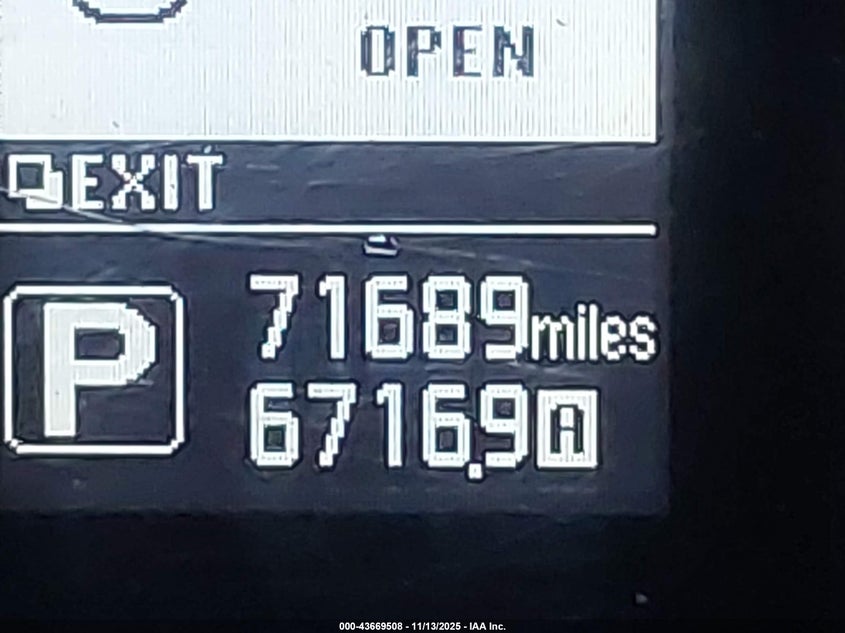 OPEN
EXIT
P
71689miles
6716.9A
000-43669508 - 11/13/2025 - IAA Inc.